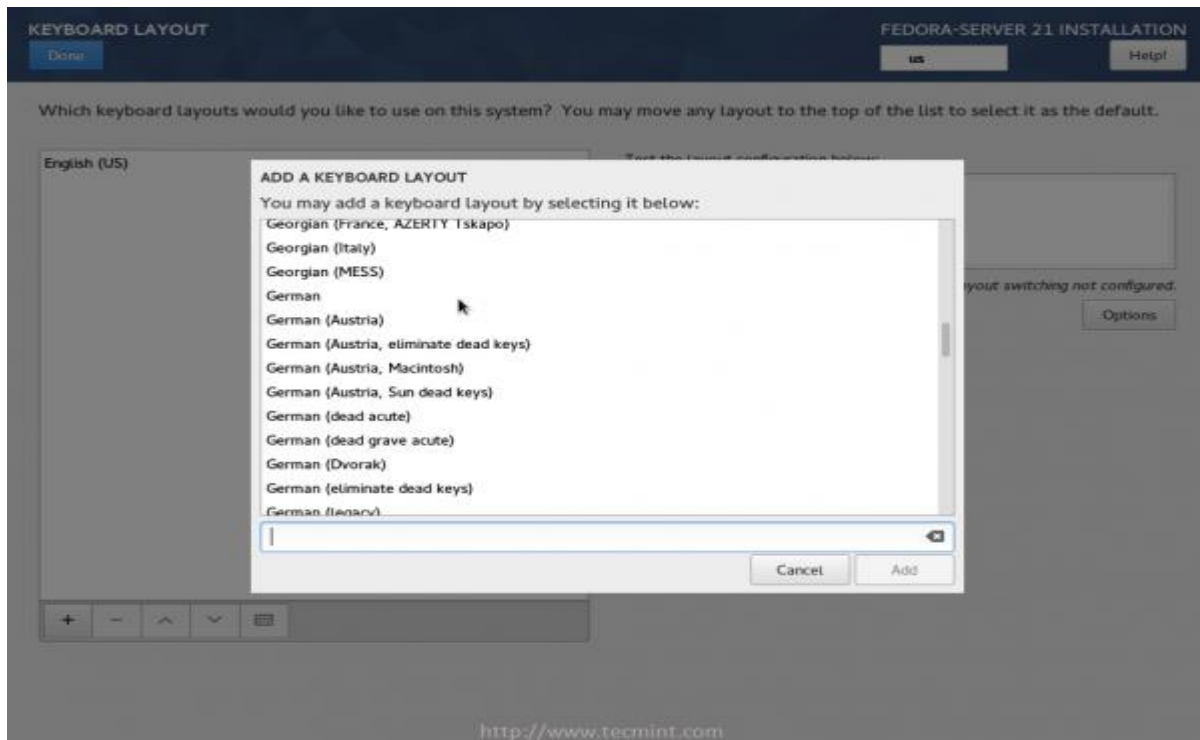 KEYBOARD LAYOUT
FEDORA-SERVER 21 INSTALLATION
Done
us
Help!
Which keyboard layouts would you like to use on this system? You may move any layout to the top of the list to select it as the default.
English (US)
Test the layout configuration below:
ADD A KEYBOARD LAYOUT
You may add a keyboard layout by selecting it below:
Georgian (France, AZERTY Tskapo)
Georgian (Italy)
Georgian (MESS)
German
German (Austria)
German (Austria, eliminate dead keys)
German (Austria, Macintosh)
German (Austria, Sun dead keys)
German (dead acute)
German (dead grave acute)
German (Dvorak)
German (eliminate dead keys)
German (legacy)
yout switching not configured.
Options
Cancel
Add
http://www.tecmint.com